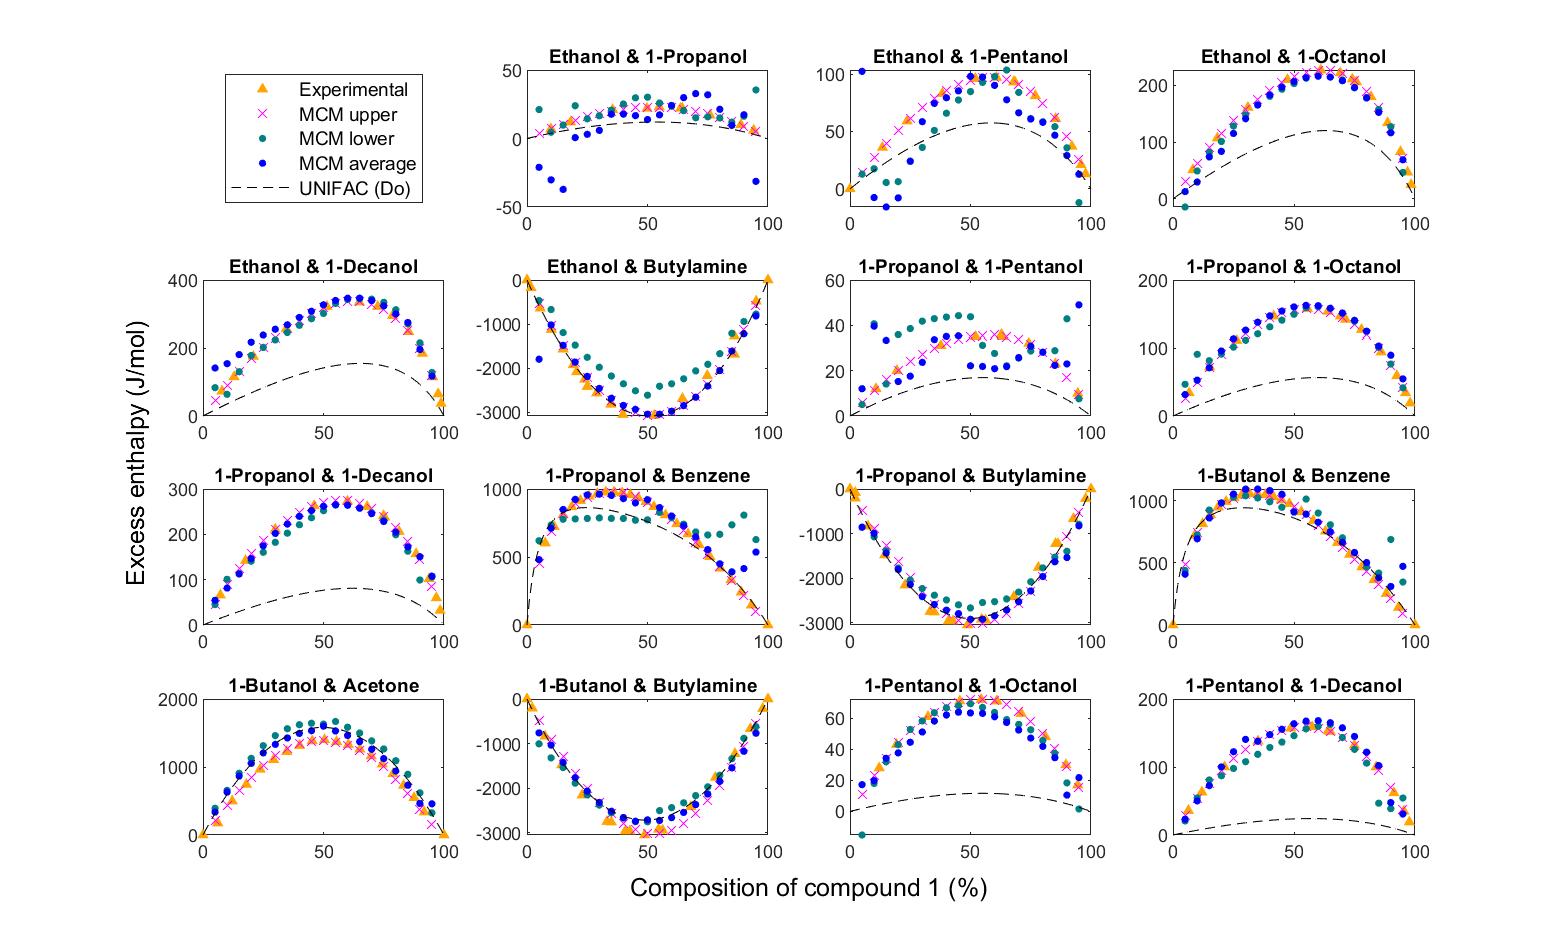 Ethanol & 1-Propanol
Ethanol & 1-Pentanol
Ethanol & 1-Octanol
Experimental
MCM upper
MCM lower
MCM average
UNIFAC (Do)
50
0
-50
0 50 100
100
50
0
0 50 100
200
100
0
0 50 100
Ethanol & 1-Decanol
Ethanol & Butylamine
1-Propanol & 1-Pentanol
1-Propanol & 1-Octanol
400
200
0
0 50 100
0
-1000
-2000
-3000
0 50 100
60
40
20
0
0 50 100
200
100
0
0 50 100
Excess enthalpy (J/mol)
1-Propanol & 1-Decanol
1-Propanol & Benzene
1-Propanol & Butylamine
1-Butanol & Benzene
300
200
100
0
0 50 100
1000
500
0
0 50 100
0
-1000
-2000
-3000
0 50 100
1000
500
0
0 50 100
1-Butanol & Acetone
1-Butanol & Butylamine
1-Pentanol & 1-Octanol
1-Pentanol & 1-Decanol
2000
1000
0
0 50 100
0
-1000
-2000
-3000
0 50 100
60
40
20
0
0 50 100
200
100
0
0 50 100
Composition of compound 1 (%)